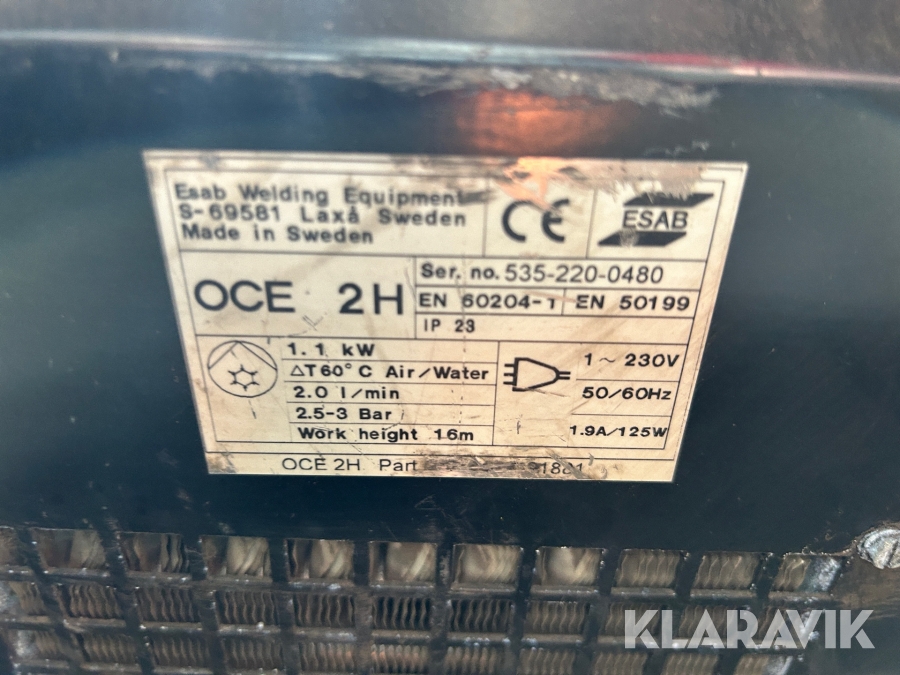 Esab Welding Equipment
S-69581 Laxå Sweden
Made in Sweden
CE
ESAB
OCE 2H
Ser. no. 535-220-0480
EN 60204-1 EN 50199
IP 23
1.1 kW
△T60°C Air/Water
2.0 l/min
2.5-3 Bar
Work height 16m
1~230V
50/60Hz
1.9A/125W
OCE 2H Part
KLARAVIK